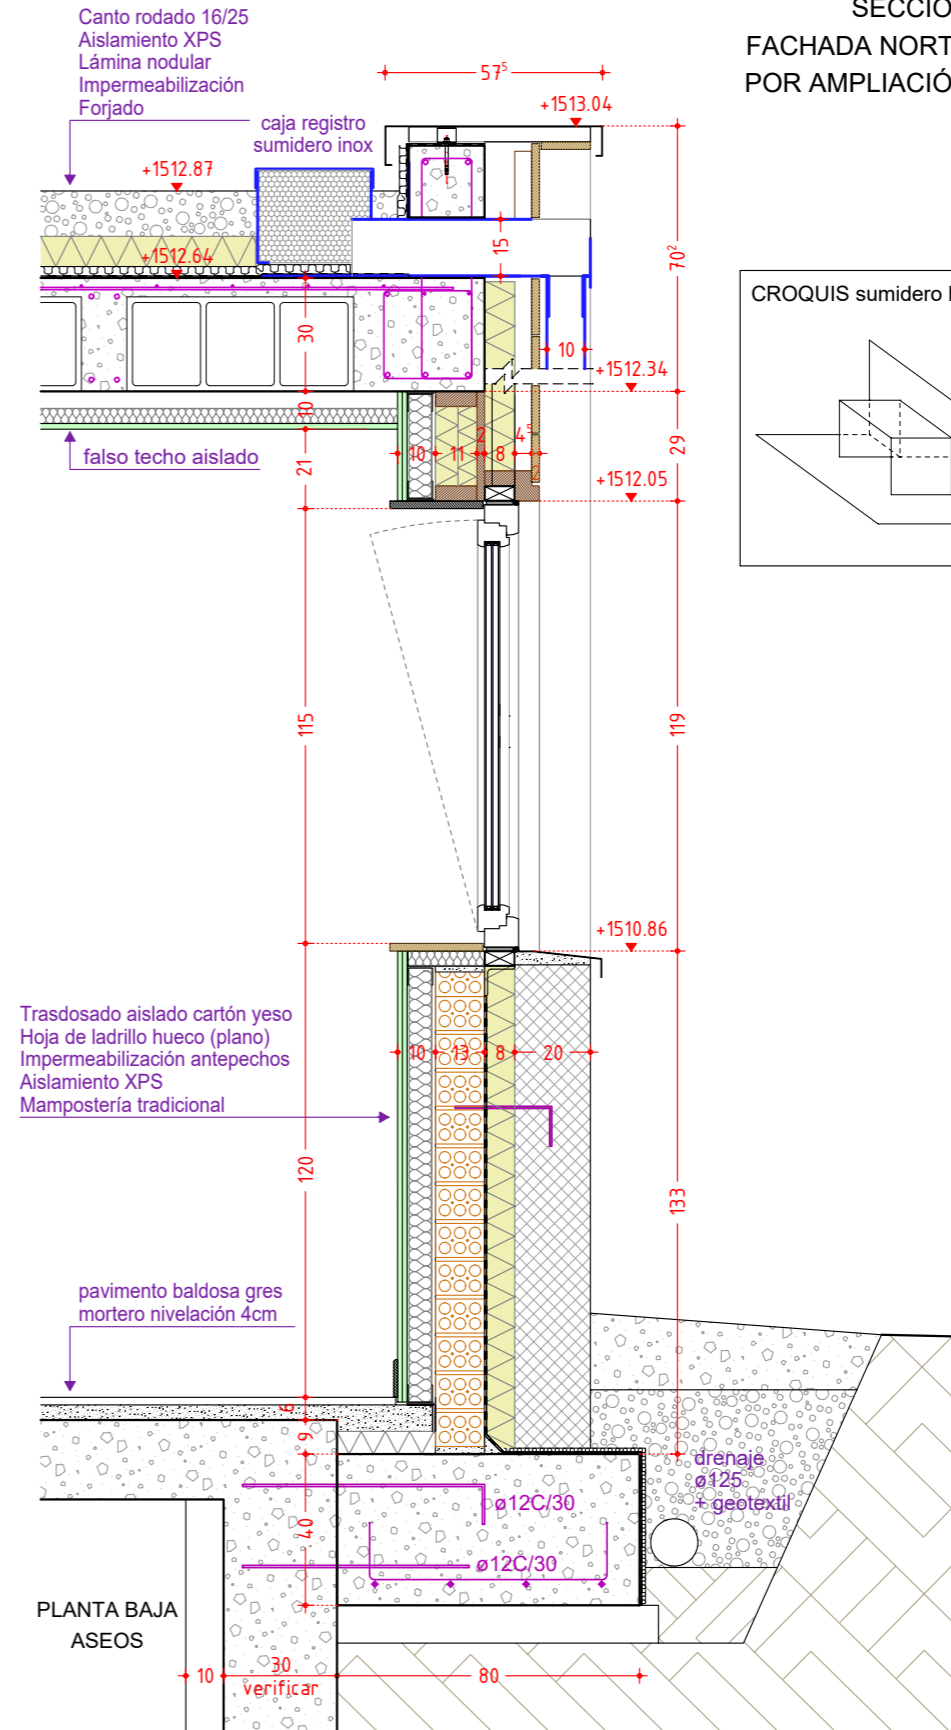 SECCIO
FACHADA NORT
POR AMPLIACIÓ
Canto rodado 16/25
Aislamiento XPS
Lámina nodular
Impermeabilización
Forjado
caja registro
sumidero inox
57⁵
+1513.04
+1512.87
+1512.64
15
70²
30
10
+1512.34
CROQUIS sumidero
10
21
falso techo aislado
10
11
2
8
4⁵
2
29
+1512.05
115
119
+1510.86
Trasdosado aislado cartón yeso
Hoja de ladrillo hueco (plano)
Impermeabilización antepechos
Aislamiento XPS
Mampostería tradicional
10
13
8
20
120
133
pavimento baldosa gres
mortero nivelación 4cm
6
9
drenaje
ø125
+ geotextil
ø12C/30
40
ø12C/30
PLANTA BAJA
ASEOS
10
30
verificar
80